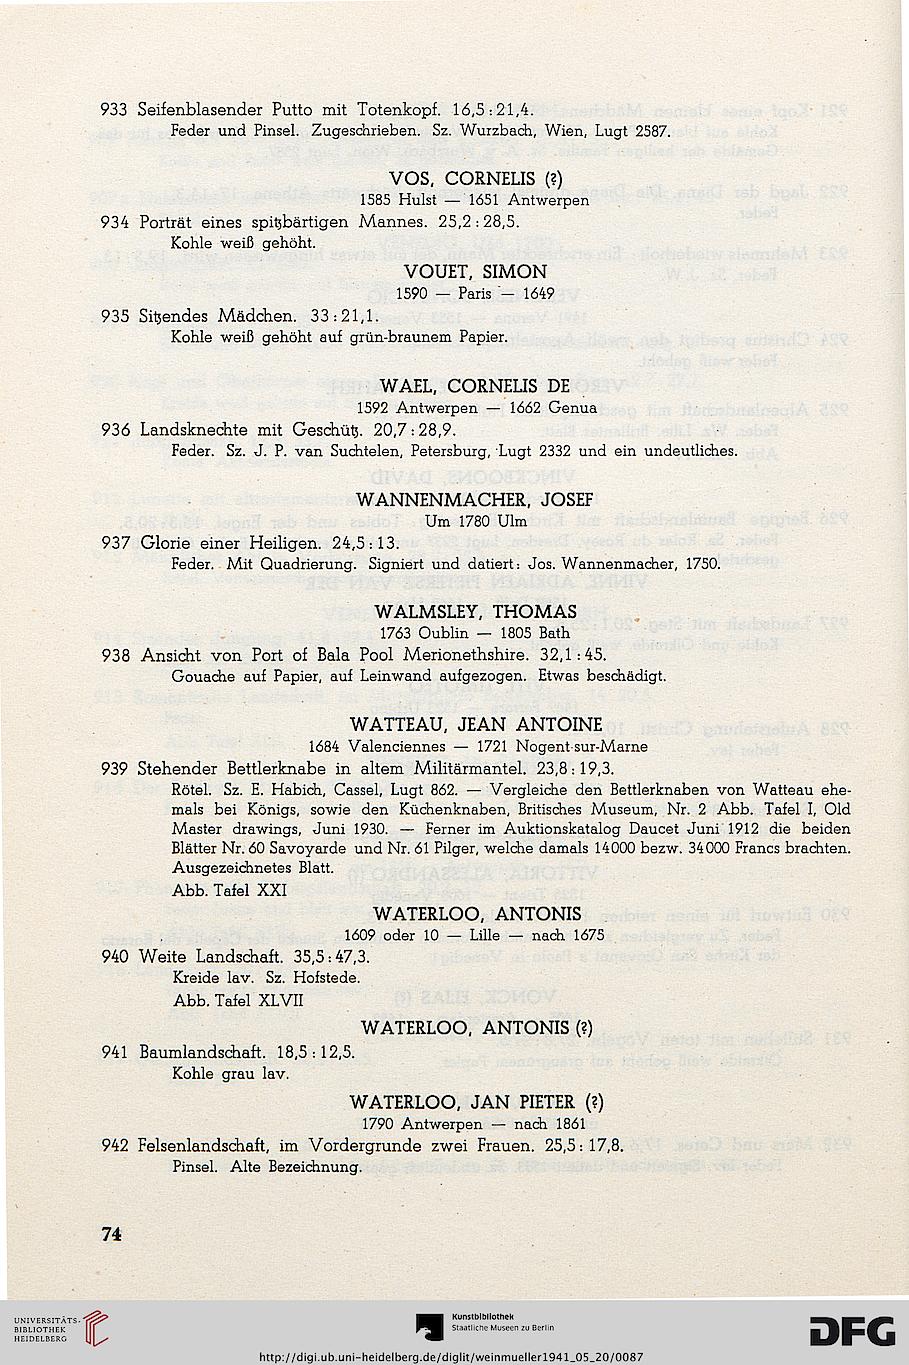 933 Seifenblasender Putto mit Totenkopf. 16,5 : 21,4.
Feder und Pinsel. Zugeschrieben. Sz. Wurzbach, Wien, Lugt 2587.
VOS, CORNELIS (?)
1585 Hulst — 1651 Antwerpen
934 Porträt eines spitzbärtigen Mannes. 25,2 : 28,5.
Kohle weiß gehöht.
VOUET, SIMON
1590 — Paris — 1649
935 Sitzendes Mädchen. 33 : 21,1.
Kohle weiß gehöht auf grün-braunem Papier.
WAEL, CORNELIS DE
1592 Antwerpen — 1662 Genua
936 Landsknechte mit Geschütz. 20,7 : 28,9.
Feder. Sz. J. P. van Suchtelen, Petersburg, Lugt 2332 und ein undeutliches.
WANNENMACHER, JOSEF
Um 1780 Ulm
937 Glorie einer Heiligen. 24,5 : 13.
Feder. Mit Quadrierung. Signiert und datiert: Jos. Wannenmacher, 1750.
WALMSLEY, THOMAS
1763 Oublin — 1805 Bath
938 Ansicht von Port of Bala Pool Merionethshire. 32,1 : 45.
Gouache auf Papier, auf Leinwand aufgezogen. Etwas beschädigt.
WATTEAU, JEAN ANTOINE
1684 Valenciennes — 1721 Nogent-sur-Marne
939 Stehender Bettlerknabe in altem Militärmantel. 23,8 : 19,3.
Rötel. Sz. E. Habich, Cassel, Lugt 862. — Vergleiche den Bettlerknaben von Watteau ehe-
mals bei Königs, sowie den Küchenknaben, Britisches Museum, Nr. 2 Abb. Tafel I, Old
Master drawings, Juni 1930. — Ferner im Auktionskatalog Daucet Juni 1912 die beiden
Blätter Nr. 60 Savoyarde und Nr. 61 Pilger, welche damals 14000 bezw. 34000 Francs brachten.
Ausgezeichnetes Blatt.
Abb. Tafel XXI
WATERLOO, ANTONIS
1609 oder 10 — Lille — nach 1675
940 Weite Landschaft. 35,5 : 47,3.
Kreide lav. Sz. Hofstede.
Abb. Tafel XLVII
WATERLOO, ANTONIS (?)
941 Baumlandschaft. 18,5 : 12,5.
Kohle grau lav.
WATERLOO, JAN PIETER (?)
1790 Antwerpen — nach 1861
942 Felsenlandschaft, im Vordergrunde zwei Frauen. 25,5 : 17,8.
Pinsel. Alte Bezeichnung.
74
UNIVERSITÄTS-
BIBLIOTHEK
HEIDELBERG
Kunstbibliothek
Staatliche Museen zu Berlin
DFG
http://digi.ub.uni-heidelberg.de/diglit/weinmueller1941_05_20/0087